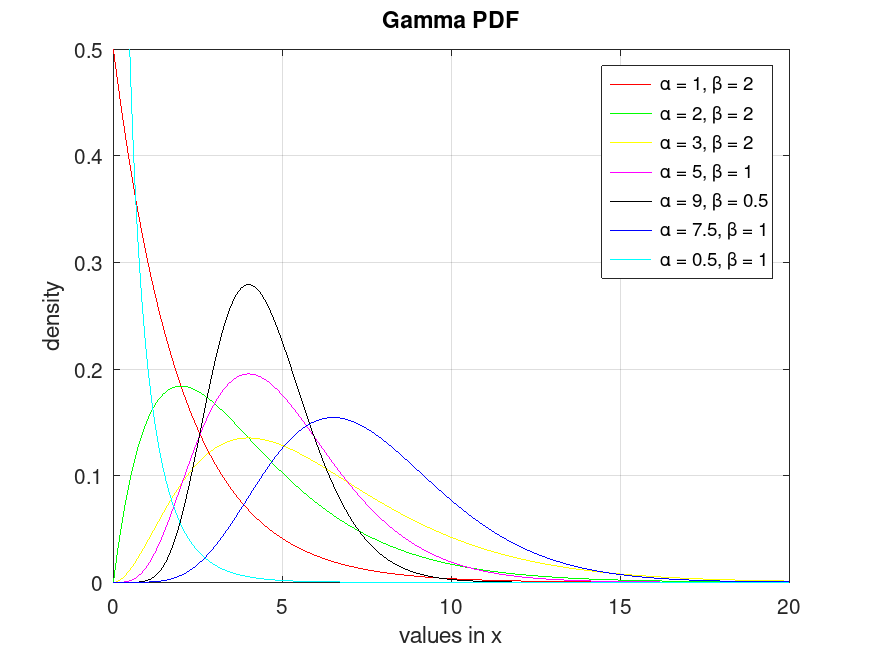 Gamma PDF
0.5
0.4
0.3
0.2
0.1
0
density
α = 1, β = 2
α = 2, β = 2
α = 3, β = 2
α = 5, β = 1
α = 9, β = 0.5
α = 7.5, β = 1
α = 0.5, β = 1
0 5 10 15 20
values in x